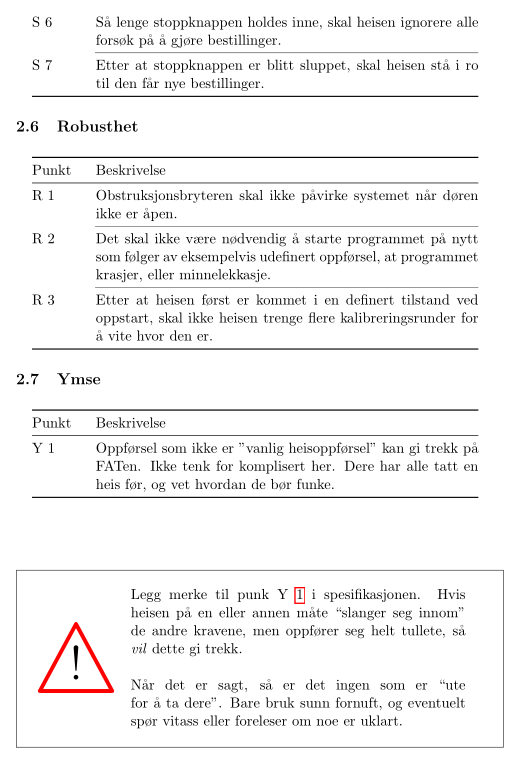 S 6 Så lenge stoppknappen holdes inne, skal heisen ignorere alle
forsøk på å gjøre bestillinger.
S 7 Etter at stoppknappen er blitt sluppet, skal heisen stå i ro
til den får nye bestillinger.
2.6 Robusthet
Punkt Beskrivelse
R 1 Obstruksjonsbryteren skal ikke påvirke systemet når døren
ikke er åpen.
R 2 Det skal ikke være nødvendig å starte programmet på nytt
som følger av eksempelvis udefinert oppførsel, at programmet
krasjer, eller minnelekkasje.
R 3 Etter at heisen først er kommet i en definert tilstand ved
oppstart, skal ikke heisen trenge flere kalibreringsrunder for
å vite hvor den er.
2.7 Ymse
Punkt Beskrivelse
Y 1 Oppførsel som ikke er ”vanlig heisoppførsel” kan gi trekk på
FATen. Ikke tenk for komplisert her. Dere har alle tatt en
heis før, og vet hvordan de bør funke.
Legg merke til punk Y 1 i spesifikasjonen. Hvis
heisen på en eller annen måte “slanger seg innom”
de andre kravene, men oppfører seg helt tullete, så
vil dette gi trekk.
!
Når det er sagt, så er det ingen som er “ute
for å ta dere”. Bare bruk sunn fornuft, og eventuelt
spør vitass eller foreleser om noe er uklart.